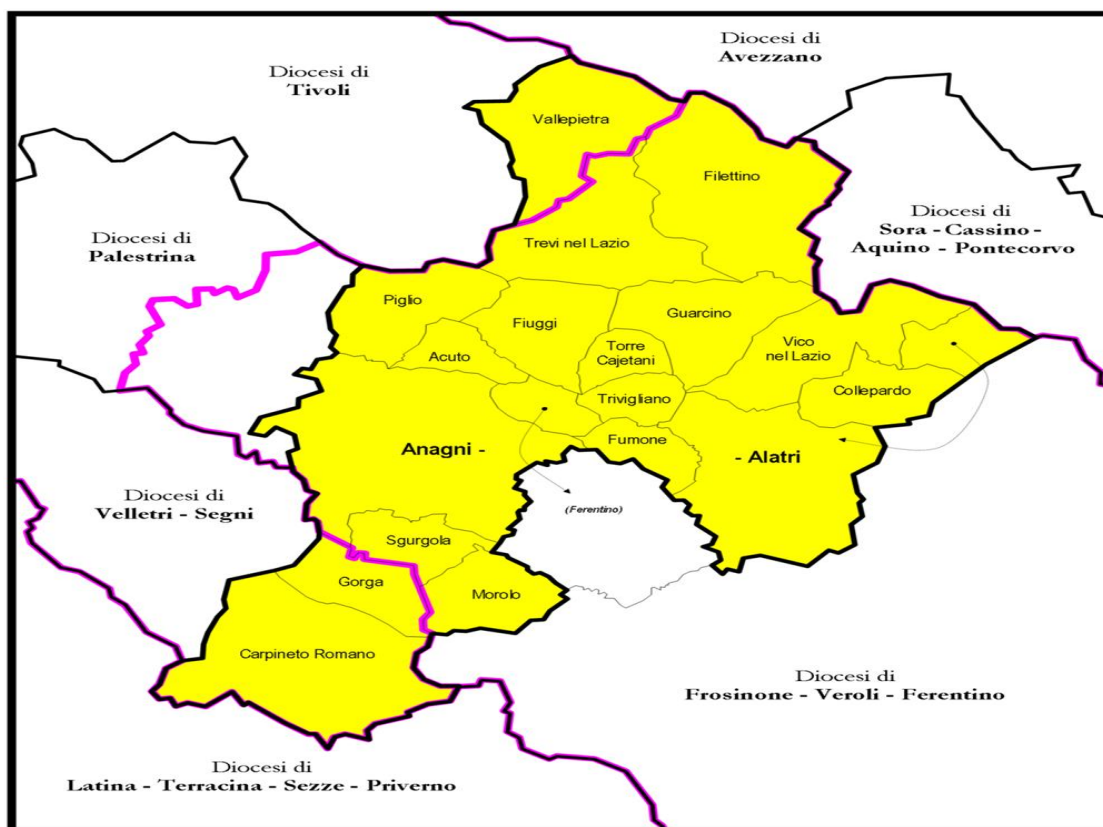 Diocesi di
Avezzano
Diocesi di
Tivoli
Vallepietra
Filettino
Diocesi di
Sora - Cassino -
Aquino - Pontecorvo
Diocesi di
Palestrina
Trevi nel Lazio
Piglio
Fiuggi
Guarcino
Acuto
Torre
Cajetani
Vico
nel Lazio
Collepardo
Trivigliano
Fumone
Anagni -
- Alatri
Diocesi di
Velletri - Segni
(Ferentino)
Sgurgola
Gorga
Morolo
Carpineto Romano
Diocesi di
Frosinone - Veroli - Ferentino
Diocesi di
Latina - Terracina - Sezze - Priverno